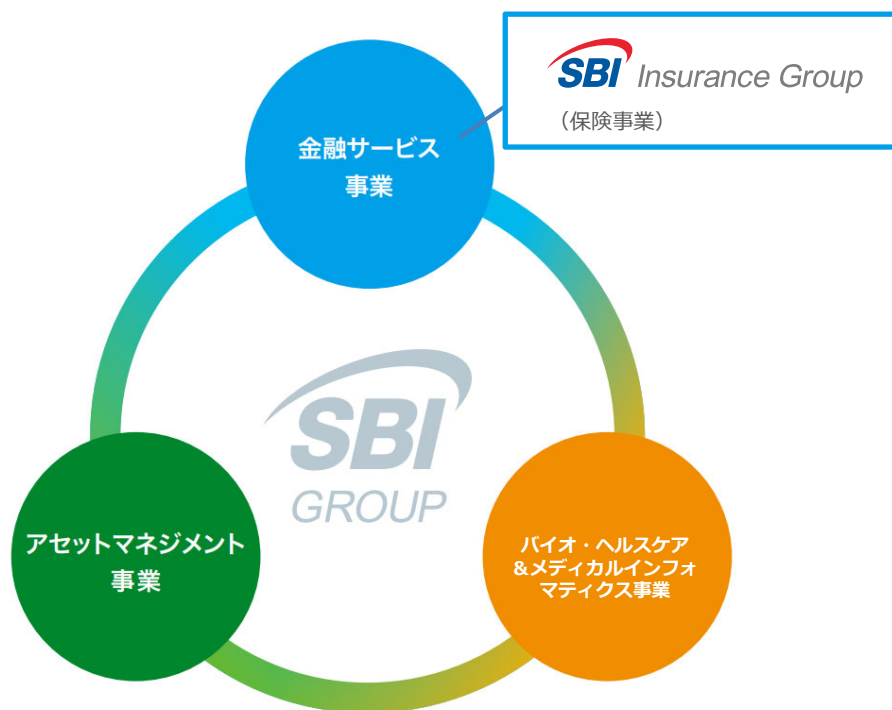 SBI Insurance Group
（保険事業）
金融サービス
事業
SBI
GROUP
アセットマネジメント
事業
バイオ・ヘルスケア
&メディカルインフォ
マティクス事業